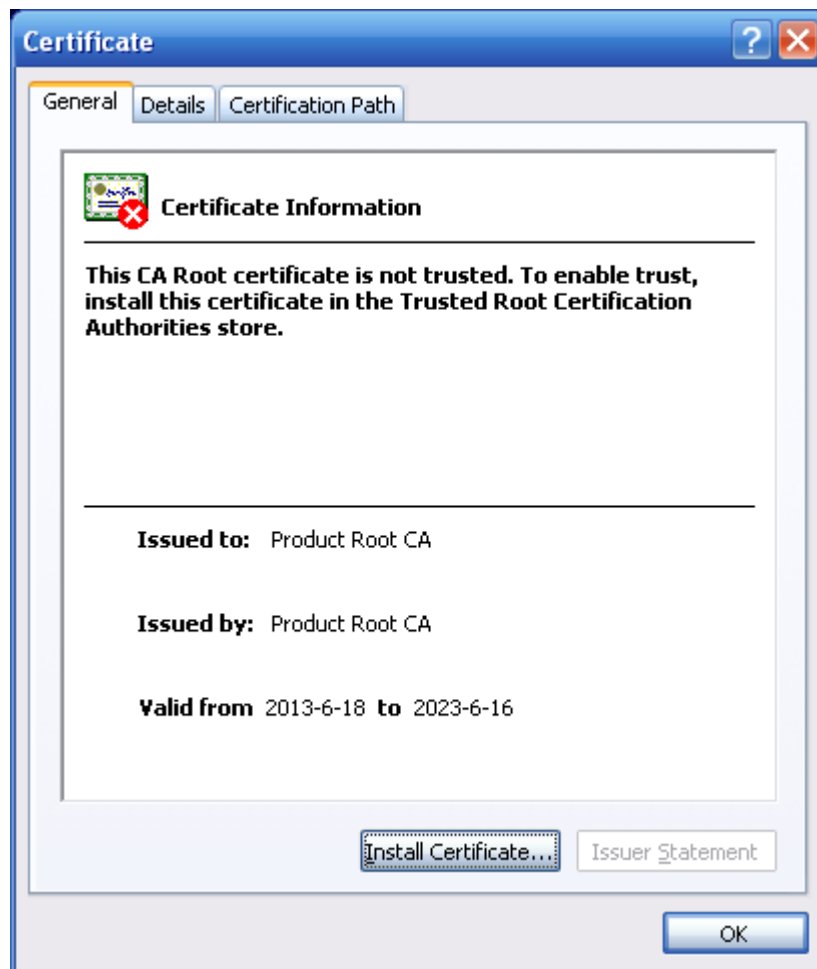 Certificate
General Details Certification Path
Certificate Information
This CA Root certificate is not trusted. To enable trust,
install this certificate in the Trusted Root Certification
Authorities store.
Issued to: Product Root CA
Issued by: Product Root CA
Valid from 2013-6-18 to 2023-6-16
Install Certificate... Issuer Statement
OK